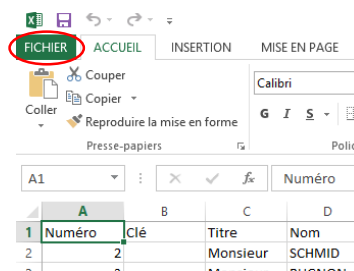 FICHIER ACCUEIL INSERTION MISE EN PAGE
Couper
Copier
Coller
Reproduire la mise en forme
Presse-papiers
Calibri
G I S
Polic
A1 fx Numéro
A B C D
1 Numéro Clé Titre Nom
2 2 Monsieur SCHMID